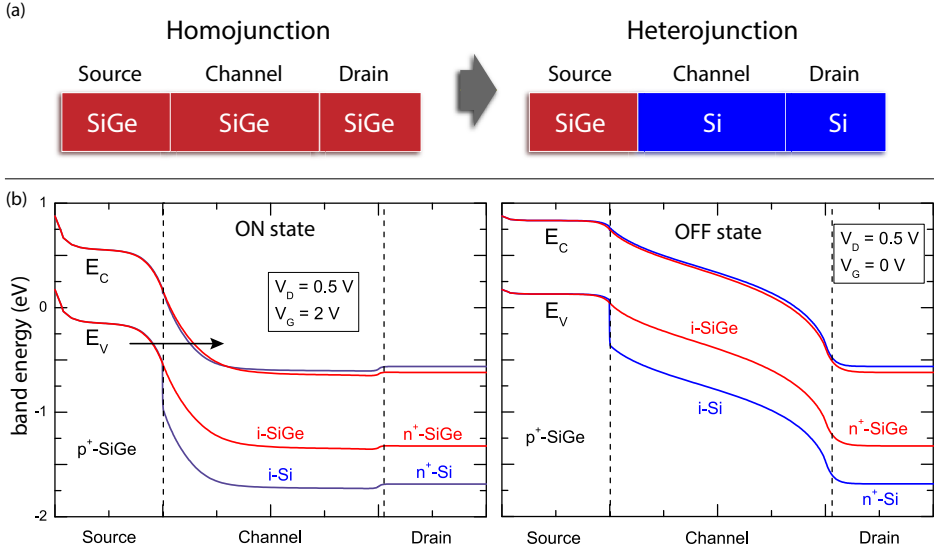 (a)
Homojunction
Heterojunction
Source Channel Drain
Source Channel Drain
SiGe SiGe SiGe
SiGe Si Si
(b)
band energy (eV)
1
0
-1
-2
ON state
E_C
E_V
V_D = 0.5 V
V_G = 2 V
i-SiGe
n⁺-SiGe
p⁺-SiGe
i-Si
n⁺-Si
Source Channel Drain
OFF state
E_C
V_D = 0.5 V
V_G = 0 V
E_V
i-SiGe
i-Si
p⁺-SiGe
n⁺-SiGe
n⁺-Si
Source Channel Drain